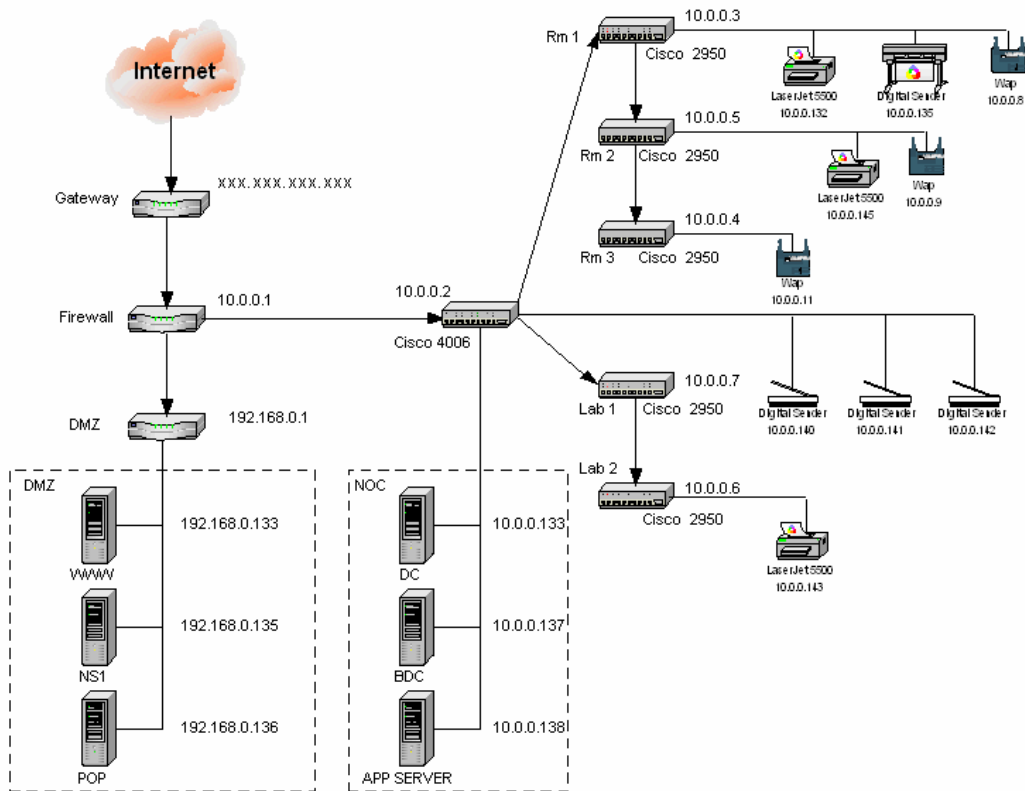 Internet
Gateway
XXX.XXX.XXX.XXX
Firewall
10.0.0.1
DMZ
192.168.0.1
DMZ
192.168.0.133
WWW
192.168.0.135
NS1
192.168.0.136
POP
10.0.0.2
Cisco 4006
NOC
10.0.0.133
DC
10.0.0.137
BDC
10.0.0.138
APP SERVER
Rm 1
10.0.0.3
Cisco 2950
LaserJet 5500
10.0.0.132
Digital Sender
10.0.0.135
Wap
10.0.0.8
Rm 2
10.0.0.5
Cisco 2950
LaserJet 5500
10.0.0.145
Wap
10.0.0.9
Rm 3
10.0.0.4
Cisco 2950
Wap
10.0.0.11
Digital Sender
10.0.0.140
Digital Sender
10.0.0.141
Digital Sender
10.0.0.142
Lab 1
10.0.0.7
Cisco 2950
Lab 2
10.0.0.6
Cisco 2950
LaserJet 5500
10.0.0.143